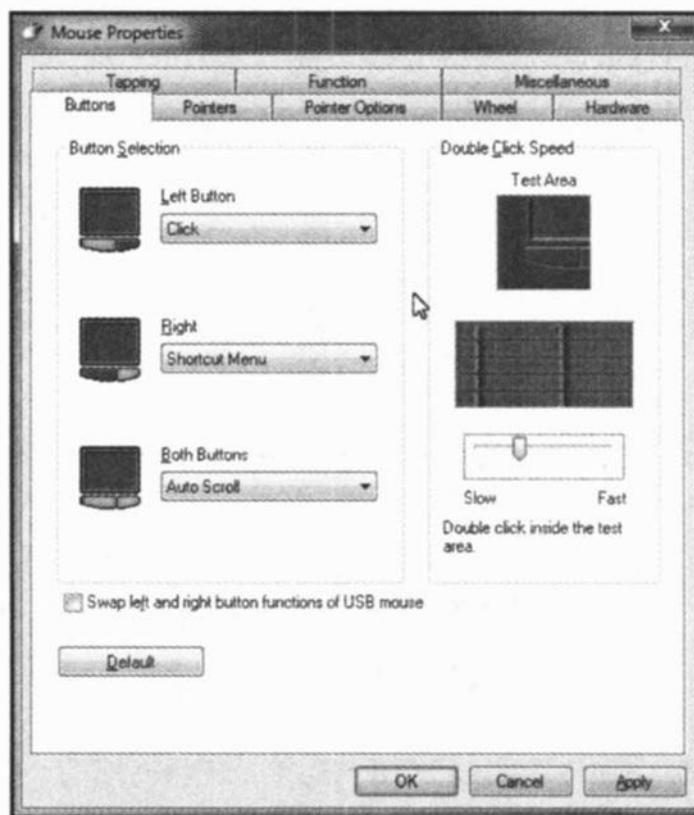 Mouse Properties
Tapping Function Miscellaneous
Buttons Pointers Pointer Options Wheel Hardware
Button Selection
Left Button
Click
Right
Shortcut Menu
Both Buttons
Auto Scroll
Double Click Speed
Test Area
Slow Fast
Double click inside the test
area.
Swap left and right button functions of USB mouse
Default
OK Cancel Apply